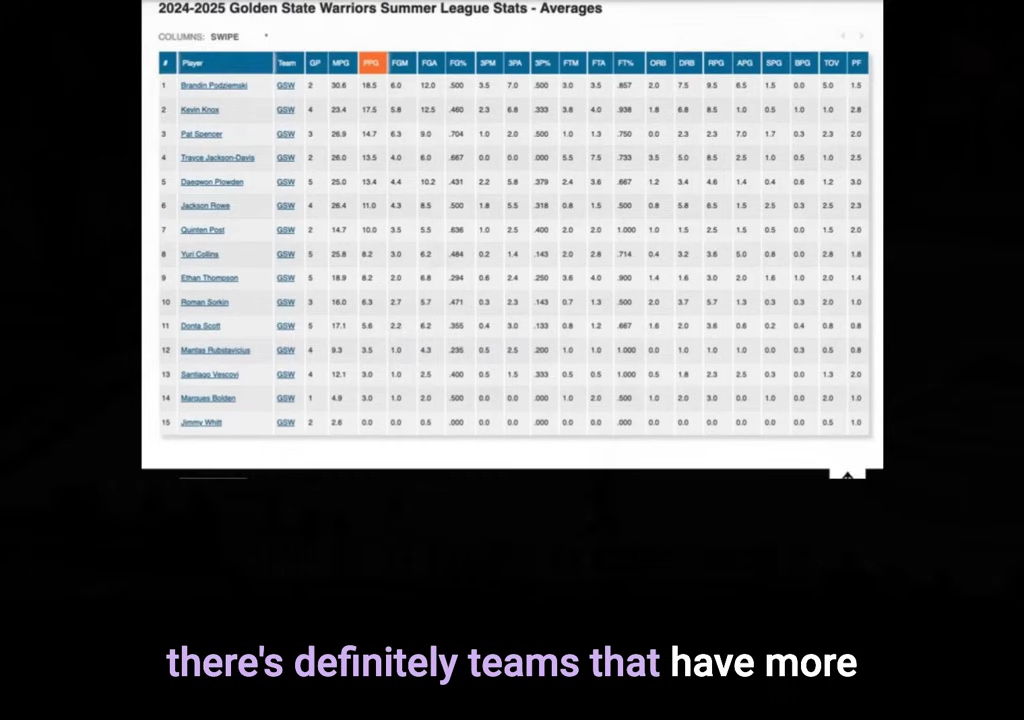 2024-2025 Golden State Warriors Summer League Stats - Averages
COLUMNS: SWIPE
# Player Team GP MPG PPG FGM FGA FG% 3PM 3PA 3P% FTM FTA FT% ORB DRB RPG APG SPG BPG TOV PF
1 Brandin Podziemski GSW 2 30.6 18.5 6.0 12.0 .500 3.5 7.0 .500 3.0 3.5 .857 2.0 7.5 9.5 6.5 1.5 0.0 5.0 1.5
2 Kevin Knox GSW 4 23.4 17.5 5.8 12.5 .460 2.3 6.8 .333 3.8 4.0 .938 1.8 6.8 8.5 1.0 0.5 1.0 1.0 2.8
3 Pat Spencer GSW 3 26.9 14.7 6.3 9.0 .704 1.0 2.0 .500 1.0 1.3 .750 0.0 2.3 2.3 7.0 1.7 0.3 2.3 2.0
4 Trayce Jackson-Davis GSW 2 26.0 13.5 4.0 6.0 .667 0.0 0.0 .000 5.5 7.5 .733 3.5 5.0 8.5 2.5 1.0 0.5 1.0 2.5
5 Daeqwon Plowden GSW 5 25.0 13.4 4.4 10.2 .431 2.2 5.8 .379 2.4 3.6 .667 1.2 3.4 4.6 1.4 0.4 0.6 1.2 3.0
6 Jackson Rowe GSW 4 26.4 11.0 4.3 8.5 .500 1.8 5.5 .318 0.8 1.5 .500 0.8 5.8 6.5 1.5 2.5 0.3 2.5 2.3
7 Quinten Post GSW 2 14.7 10.0 3.5 5.5 .636 1.0 2.5 .400 2.0 2.0 1.000 1.0 1.5 2.5 1.5 0.5 0.0 1.5 2.0
8 Yuri Collins GSW 5 25.8 8.2 3.0 6.2 .484 0.2 1.4 .143 2.0 2.8 .714 0.4 3.2 3.6 5.0 0.8 0.0 2.8 1.8
9 Ethan Thompson GSW 5 18.9 8.2 2.0 6.8 .294 0.6 2.4 .250 3.6 4.0 .900 1.4 1.6 3.0 2.0 1.6 1.0 2.0 1.4
10 Roman Sorkin GSW 3 16.0 6.3 2.7 5.7 .471 0.3 2.3 .143 0.7 1.3 .500 2.0 3.7 5.7 1.3 0.3 0.3 2.0 1.0
11 Donta Scott GSW 5 17.1 5.6 2.2 6.2 .355 0.4 3.0 .133 0.8 1.2 .667 1.6 2.0 3.6 0.6 0.2 0.4 0.8 0.8
12 Mantas Rubstavicius GSW 4 9.3 3.5 1.0 4.3 .235 0.5 2.5 .200 1.0 1.0 1.000 0.0 1.0 1.0 1.0 0.0 0.3 0.5 0.8
13 Santiago Vescovi GSW 4 12.1 3.0 1.0 2.5 .400 0.5 1.5 .333 0.5 0.5 1.000 0.5 1.8 2.3 2.5 0.3 0.0 1.3 2.0
14 Marques Bolden GSW 1 4.9 3.0 1.0 2.0 .500 0.0 0.0 .000 1.0 2.0 .500 1.0 2.0 3.0 0.0 1.0 0.0 2.0 1.0
15 Jimmy Whitt GSW 2 2.6 0.0 0.0 0.5 .000 0.0 0.0 .000 0.0 0.0 .000 0.0 0.0 0.0 0.0 0.0 0.0 0.5 1.0
there's definitely teams that have more